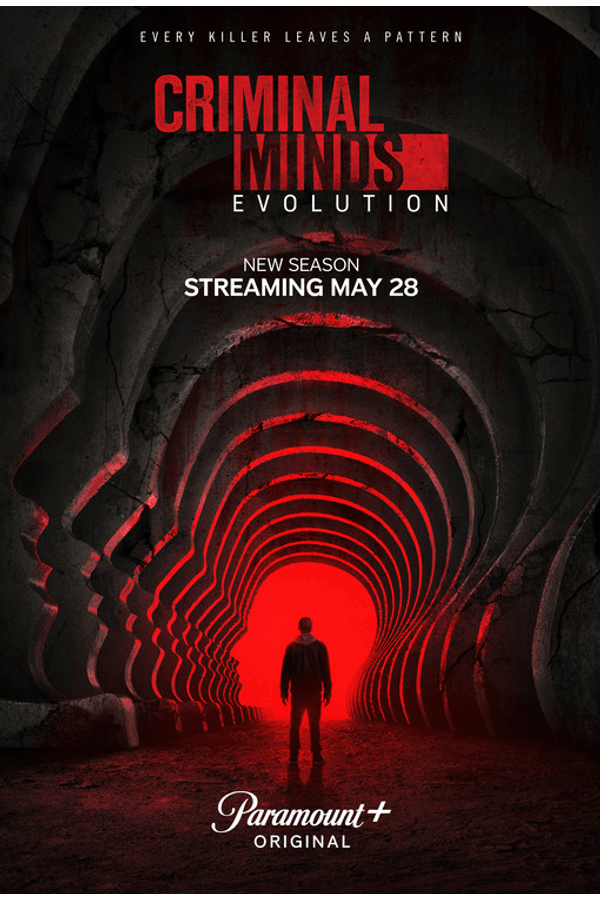 EVERY KILLER LEAVES A PATTERN
CRIMINAL
MINDS
EVOLUTION
NEW SEASON
STREAMING MAY 28
Paramount+
ORIGINAL